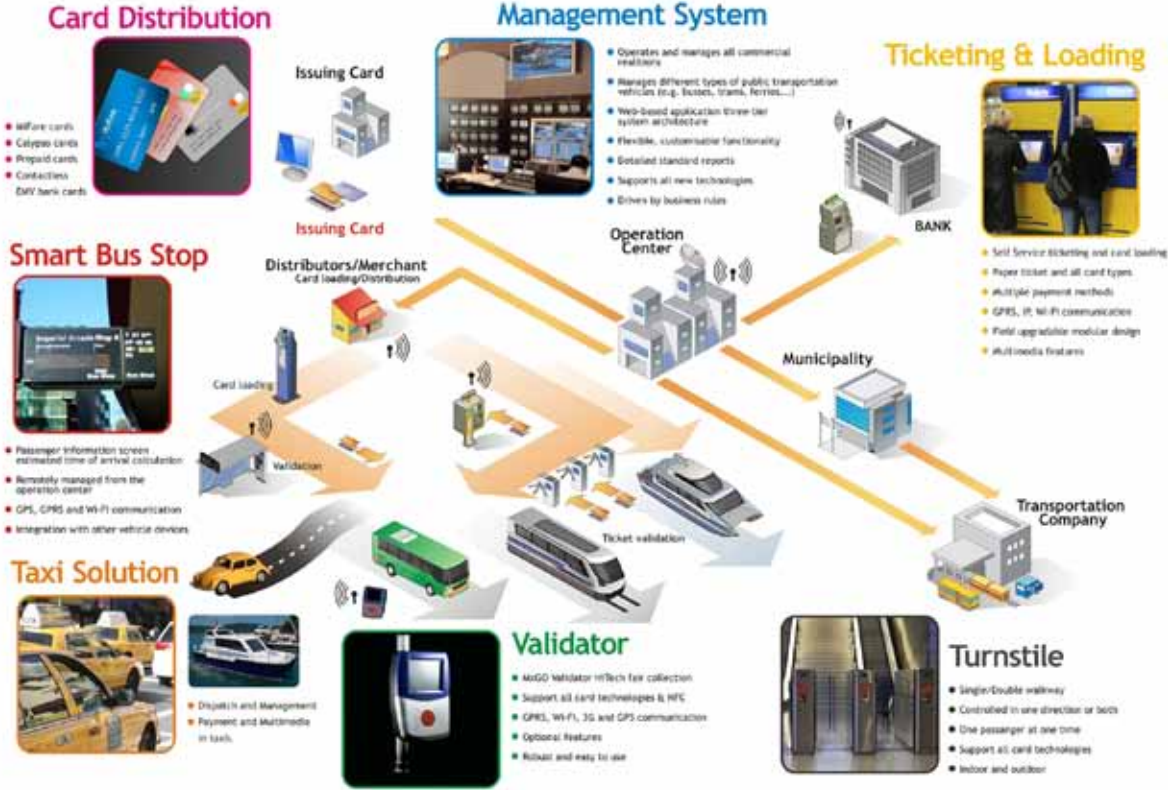 Card Distribution
Mifare cards
Calypso cards
Prepaid cards
Contactless
EMV bank cards
Issuing Card
Issuing Card
Management System
Operates and manages all commercial
Manages different types of public transportation
vehicles (e.g. busses, trams, ferries....)
Web-based application three-tier
system architecture
Flexible, customisable functionality
Detailed standard reports
Supports all new technologies
Driven by business rules
Ticketing & Loading
Self Service ticketing and card loading
Paper ticket and all card types
Multiple payment methods
GPRS, IP, Wi-Fi communication
Field upgradable modular design
Multimedia features
BANK
Operation
Center
Municipality
Transportation
Company
Distributors/Merchant
Card loading/Distribution
Card loading
Validation
Ticket validation
Smart Bus Stop
Passenger information screen
estimated time of arrival calculation
Remotely managed from the
operation center
GPS, GPRS and Wi-Fi communication
Integration with other vehicle devices
Taxi Solution
Dispatch and Management
Payment and Multimedia
in taxis
Validator
Validator HiTech fair collection
Support all card technologies & NFC
GPRS, Wi-Fi, 3G and GPS communication
Optional features
Robust and easy to use
Turnstile
Single/Double walkway
Controlled in one direction or both
One passenger at one time
Support all card technologies
Indoor and outdoor